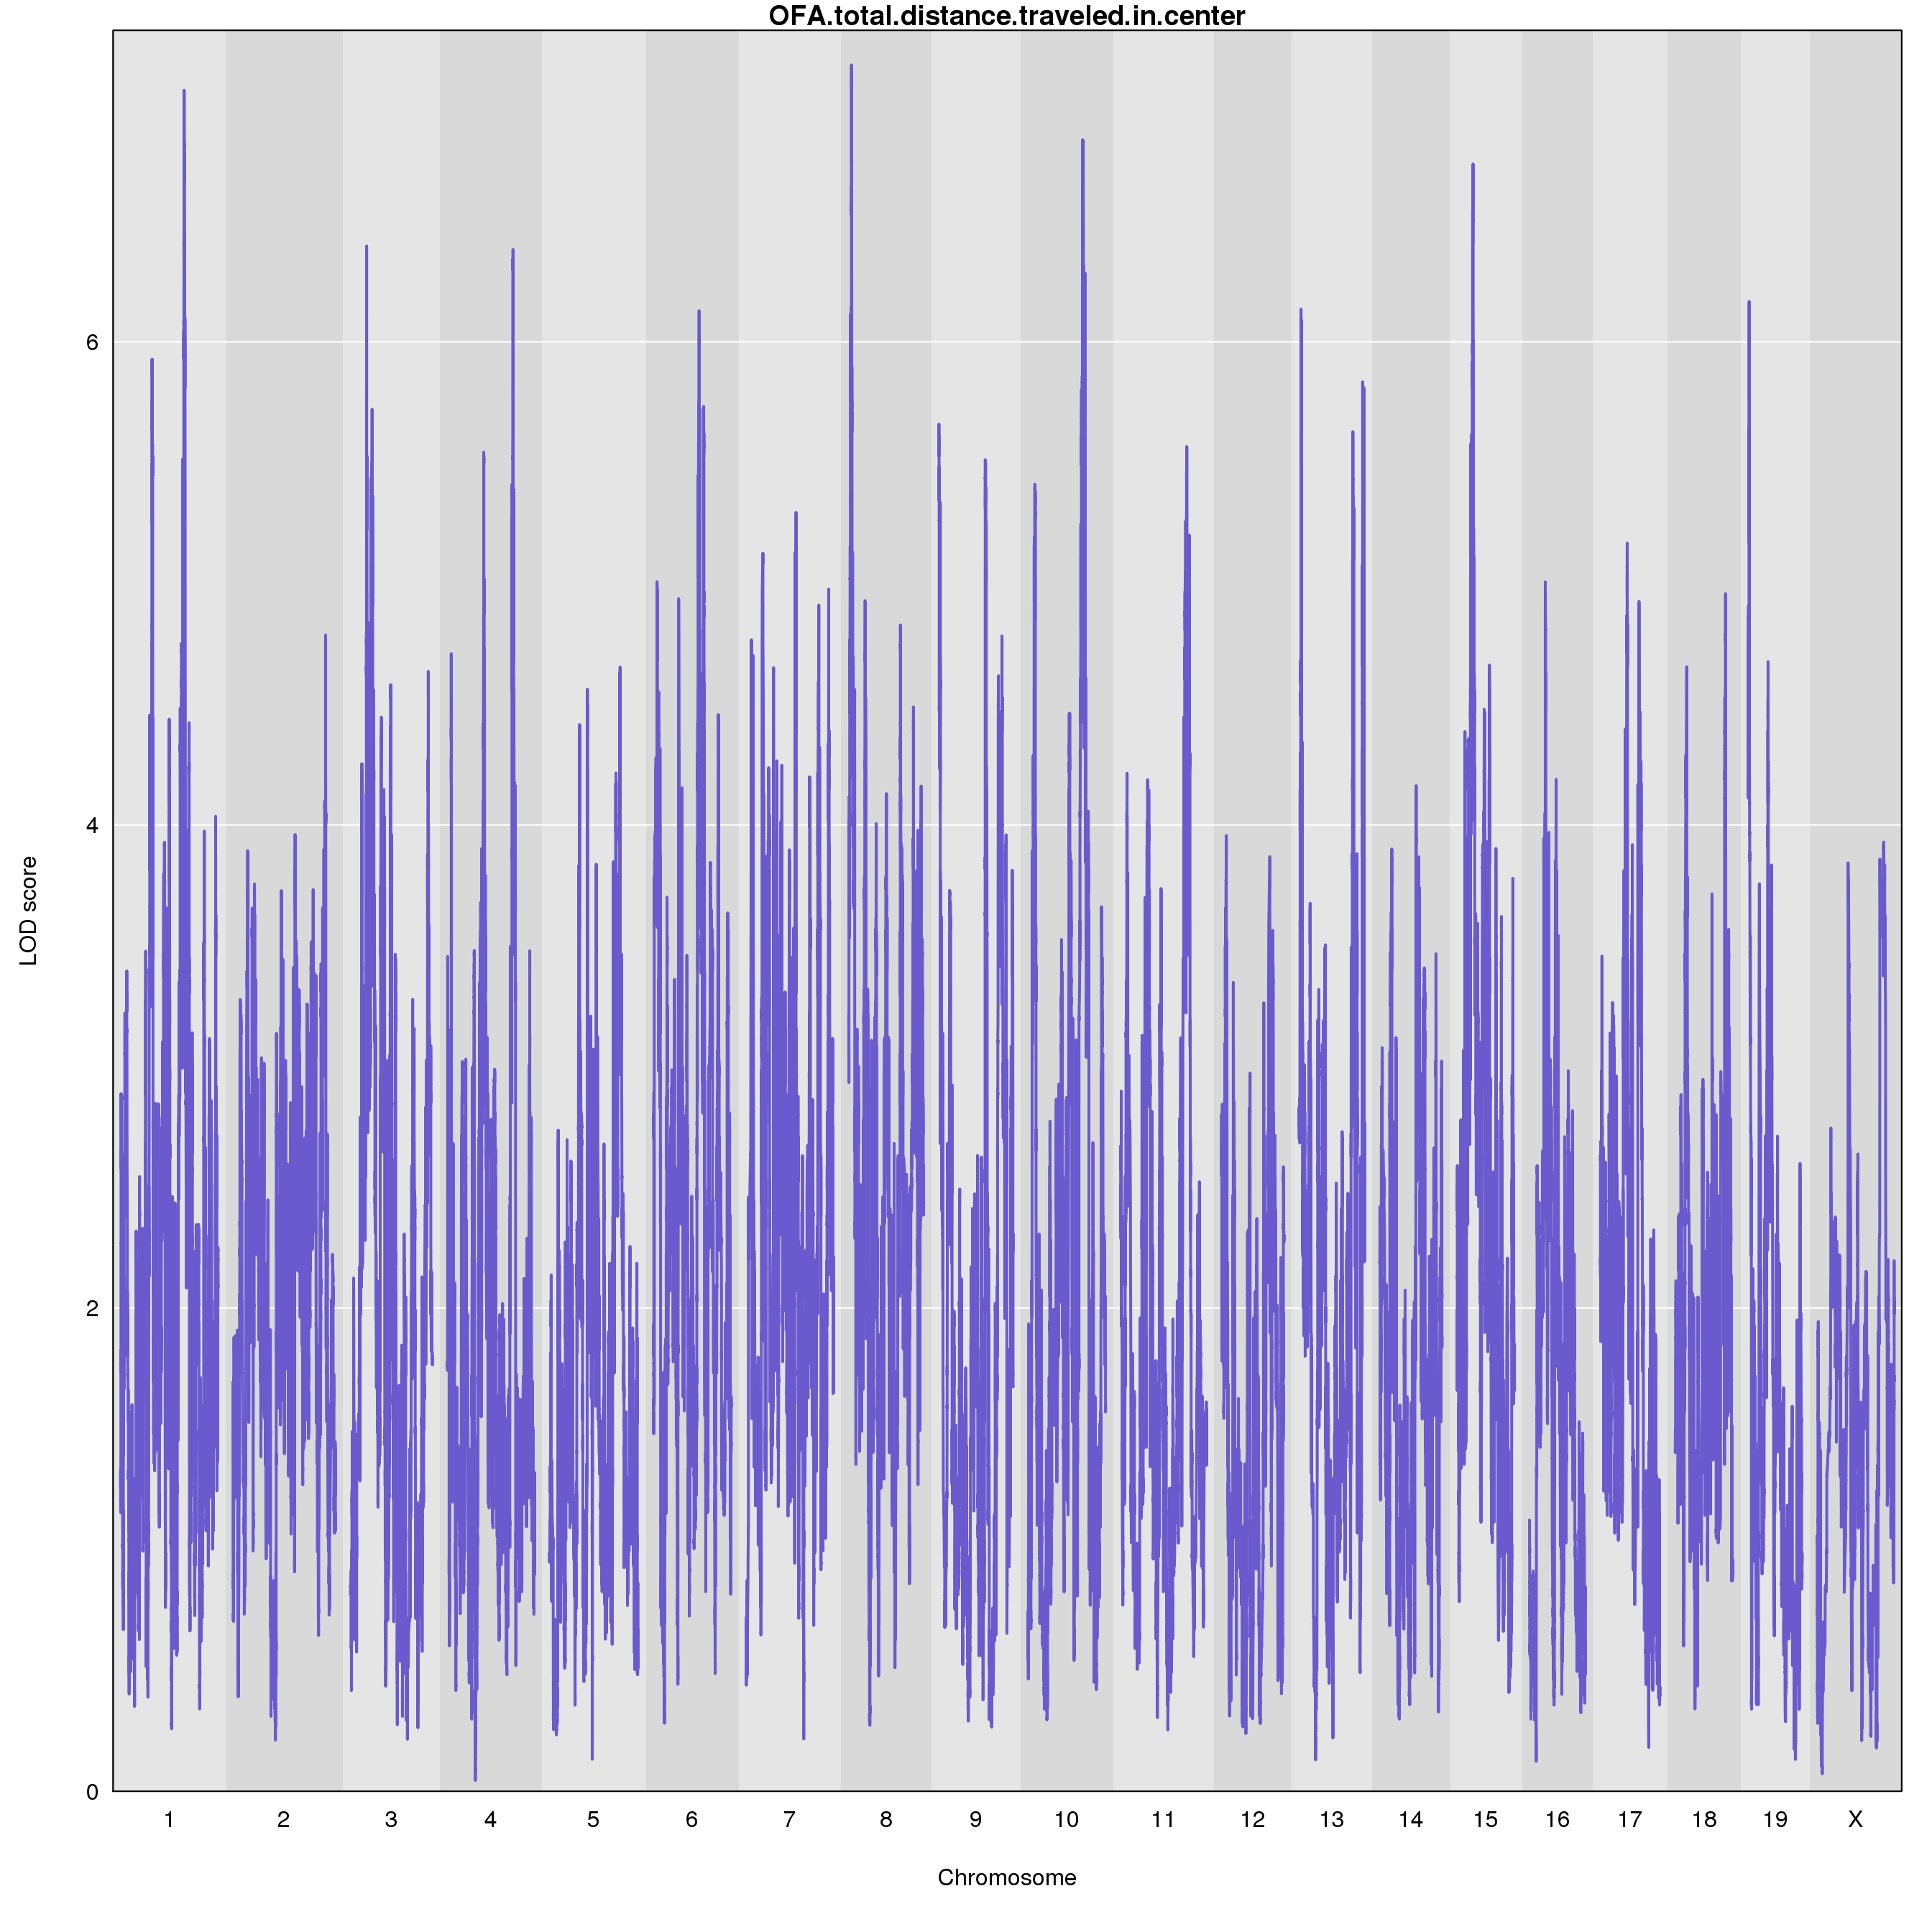 OFA.total.distance.traveled.in.center
6
4
2
0
LOD score
1 2 3 4 5 6 7 8 9 10 11 12 13 14 15 16 17 18 19 X
Chromosome